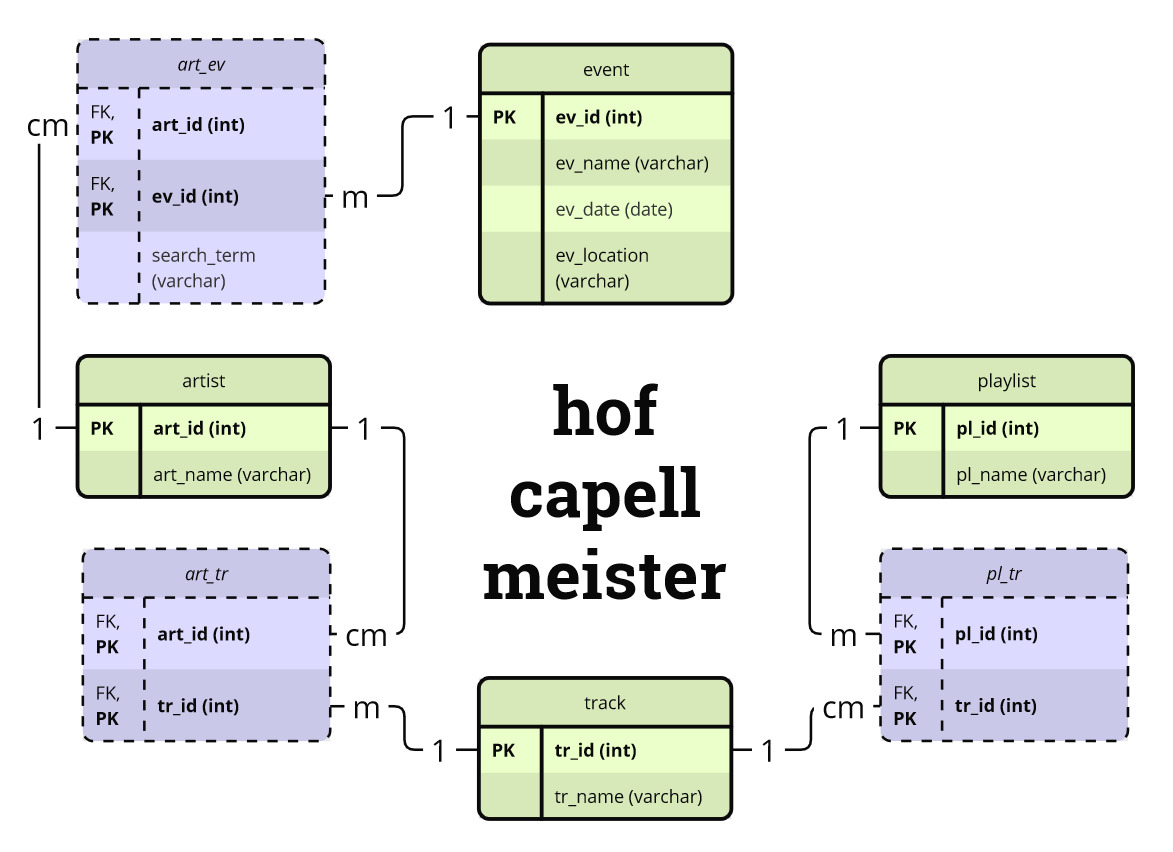 art_ev
FK,
PK
art_id (int)
FK,
PK
ev_id (int)
search_term
(varchar)
cm
m
1
event
PK
ev_id (int)
ev_name (varchar)
ev_date (date)
ev_location
(varchar)
artist
1
PK
art_id (int)
1
art_name (varchar)
hof
capell
meister
playlist
1
PK
pl_id (int)
pl_name (varchar)
art_tr
FK,
PK
art_id (int)
cm
FK,
PK
tr_id (int)
m
1
track
PK
tr_id (int)
1
tr_name (varchar)
pl_tr
m
FK,
PK
pl_id (int)
cm
FK,
PK
tr_id (int)